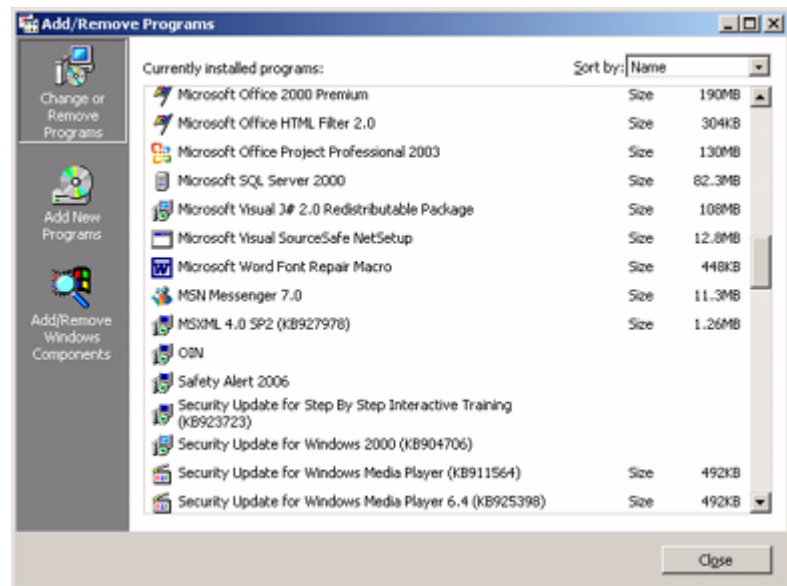 Add/Remove Programs
Change or
Remove
Programs
Add New
Programs
Add/Remove
Windows
Components
Currently installed programs:
Sort by: Name
Microsoft Office 2000 Premium Size 190MB
Microsoft Office HTML Filter 2.0 Size 304KB
Microsoft Office Project Professional 2003 Size 130MB
Microsoft SQL Server 2000 Size 82.3MB
Microsoft Visual J# 2.0 Redistributable Package Size 108MB
Microsoft Visual SourceSafe NetSetup Size 12.8MB
Microsoft Word Font Repair Macro Size 448KB
MSN Messenger 7.0 Size 11.3MB
MSXML 4.0 SP2 (KB927978) Size 1.26MB
OIN
Safety Alert 2006
Security Update for Step By Step Interactive Training
(KB923723)
Security Update for Windows 2000 (KB904706)
Security Update for Windows Media Player (KB911564) Size 492KB
Security Update for Windows Media Player 6.4 (KB925398) Size 492KB
Close